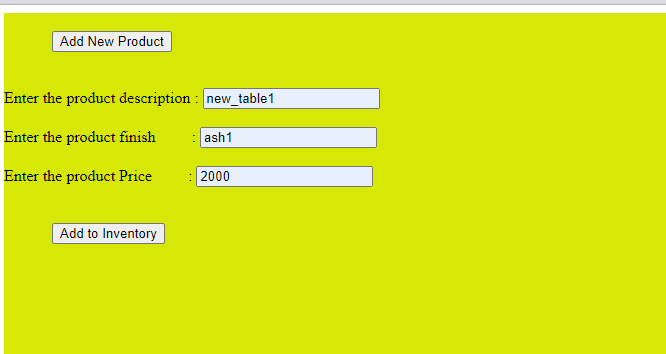 Add New Product
Enter the product description : new_table1
Enter the product finish : ash1
Enter the product Price : 2000
Add to Inventory